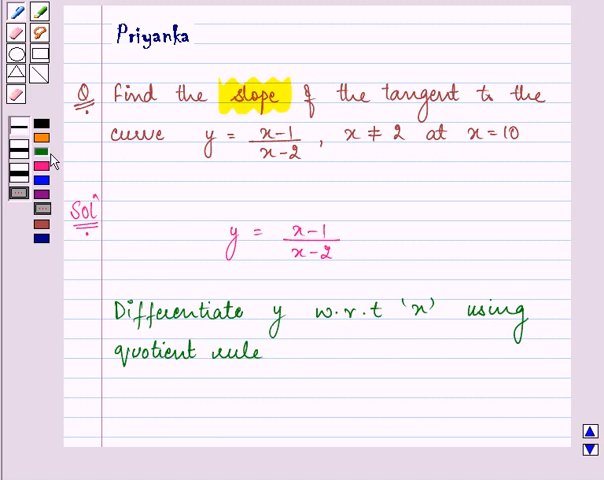 Priyanka
Q Find the slope of the tangent to the
curve y = x-1/x-2 , x ≠ 2 at x=10
Solⁿ
y = x-1/x-2
Differentiate y w.r.t 'x' using
quotient rule